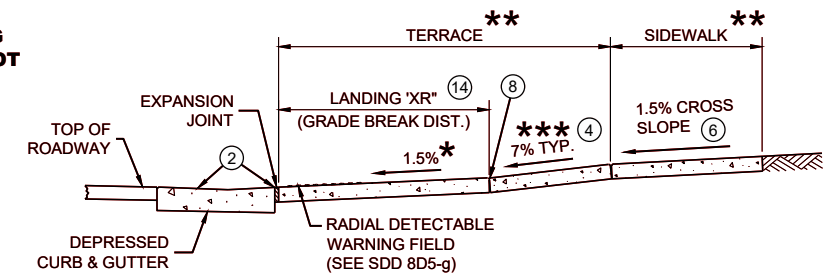 G
OT
TERRACE **
SIDEWALK **
EXPANSION
JOINT
LANDING 'XR" 14
(GRADE BREAK DIST.)
8
*** 4
7% TYP.
1.5% CROSS
SLOPE 6
TOP OF
ROADWAY
2
1.5% *
DEPRESSED
CURB & GUTTER
RADIAL DETECTABLE
WARNING FIELD
(SEE SDD 8D5-g)